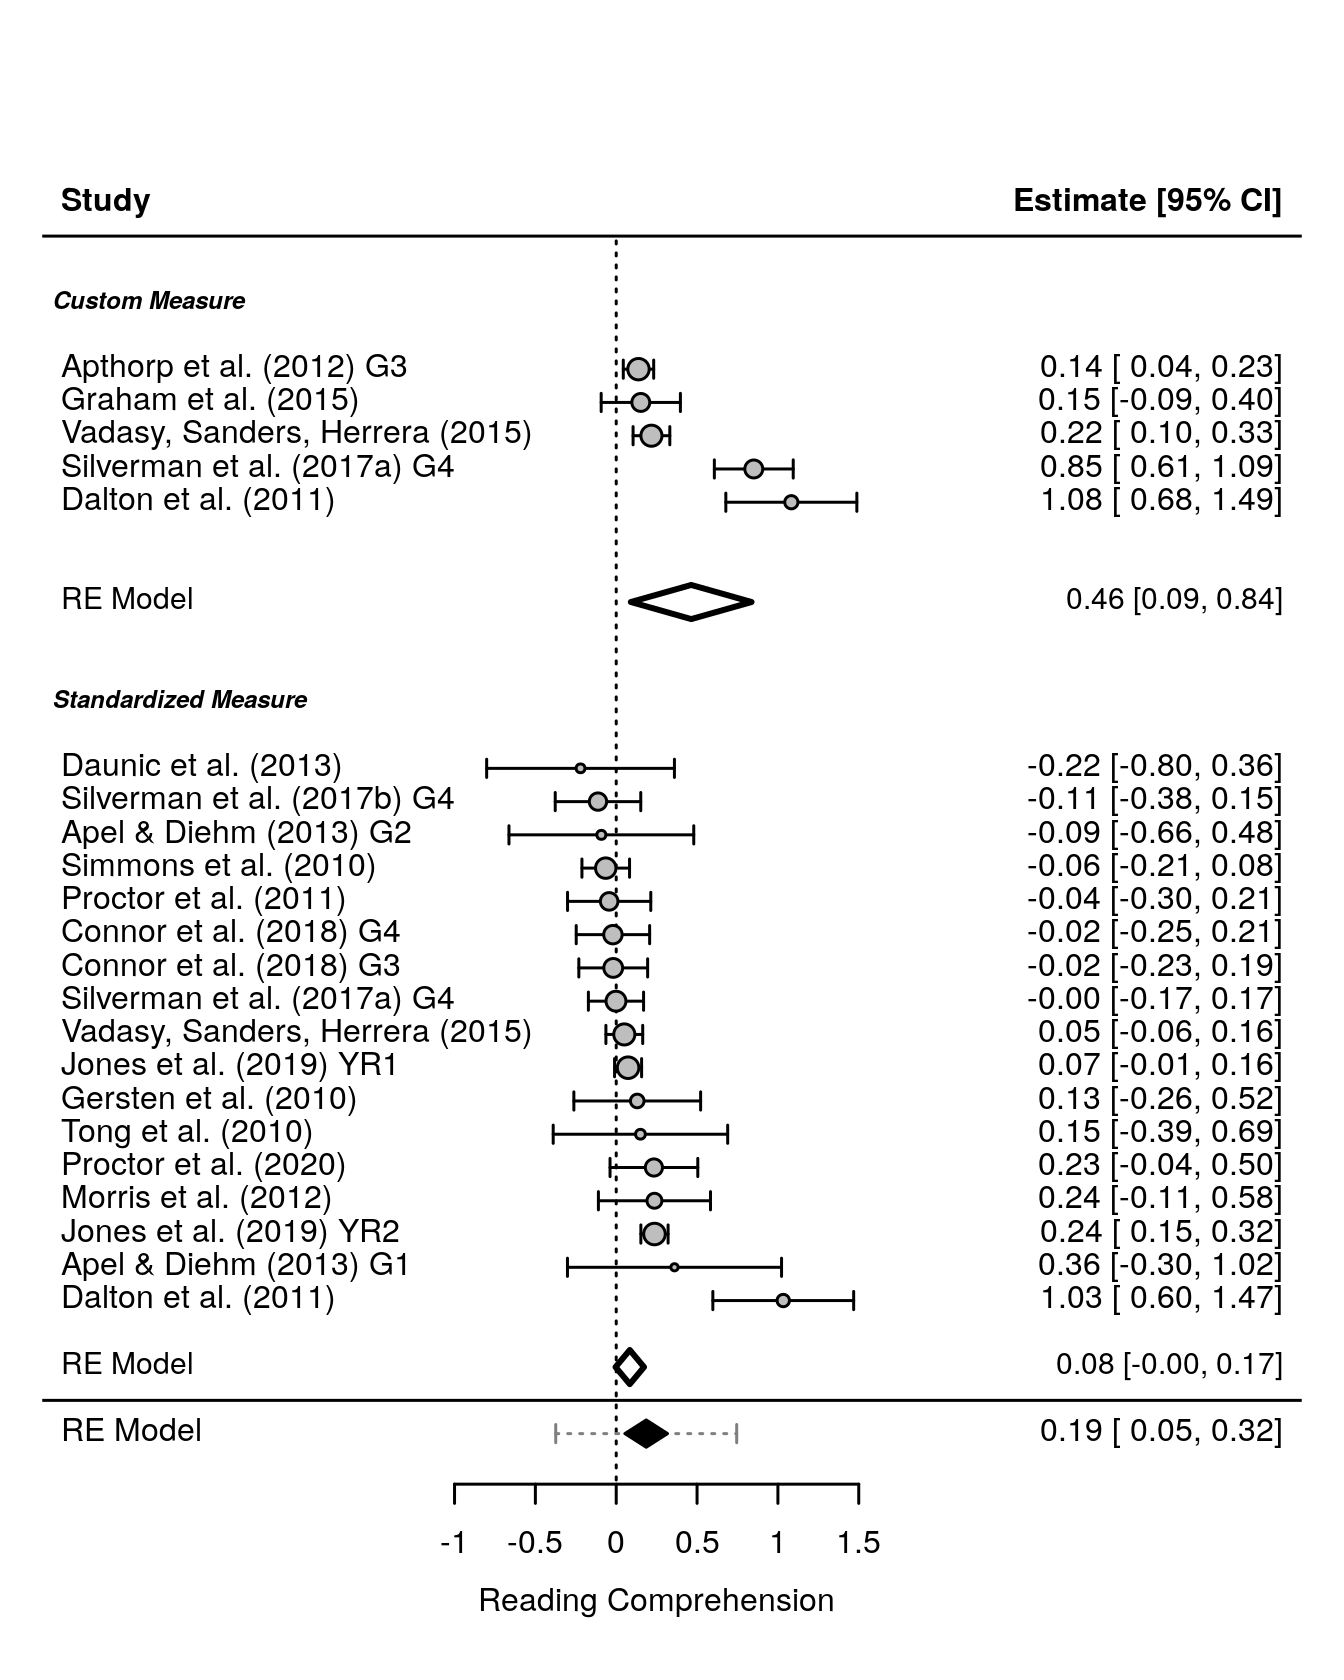 Study Estimate [95% CI]
Custom Measure
Apthorp et al. (2012) G3 0.14 [ 0.04, 0.23]
Graham et al. (2015) 0.15 [-0.09, 0.40]
Vadasy, Sanders, Herrera (2015) 0.22 [ 0.10, 0.33]
Silverman et al. (2017a) G4 0.85 [ 0.61, 1.09]
Dalton et al. (2011) 1.08 [ 0.68, 1.49]
RE Model 0.46 [0.09, 0.84]
Standardized Measure
Daunic et al. (2013) -0.22 [-0.80, 0.36]
Silverman et al. (2017b) G4 -0.11 [-0.38, 0.15]
Apel & Diehm (2013) G2 -0.09 [-0.66, 0.48]
Simmons et al. (2010) -0.06 [-0.21, 0.08]
Proctor et al. (2011) -0.04 [-0.30, 0.21]
Connor et al. (2018) G4 -0.02 [-0.25, 0.21]
Connor et al. (2018) G3 -0.02 [-0.23, 0.19]
Silverman et al. (2017a) G4 -0.00 [-0.17, 0.17]
Vadasy, Sanders, Herrera (2015) 0.05 [-0.06, 0.16]
Jones et al. (2019) YR1 0.07 [-0.01, 0.16]
Gersten et al. (2010) 0.13 [-0.26, 0.52]
Tong et al. (2010) 0.15 [-0.39, 0.69]
Proctor et al. (2020) 0.23 [-0.04, 0.50]
Morris et al. (2012) 0.24 [-0.11, 0.58]
Jones et al. (2019) YR2 0.24 [ 0.15, 0.32]
Apel & Diehm (2013) G1 0.36 [-0.30, 1.02]
Dalton et al. (2011) 1.03 [ 0.60, 1.47]
RE Model 0.08 [-0.00, 0.17]
RE Model 0.19 [ 0.05, 0.32]
-1 -0.5 0 0.5 1 1.5
Reading Comprehension